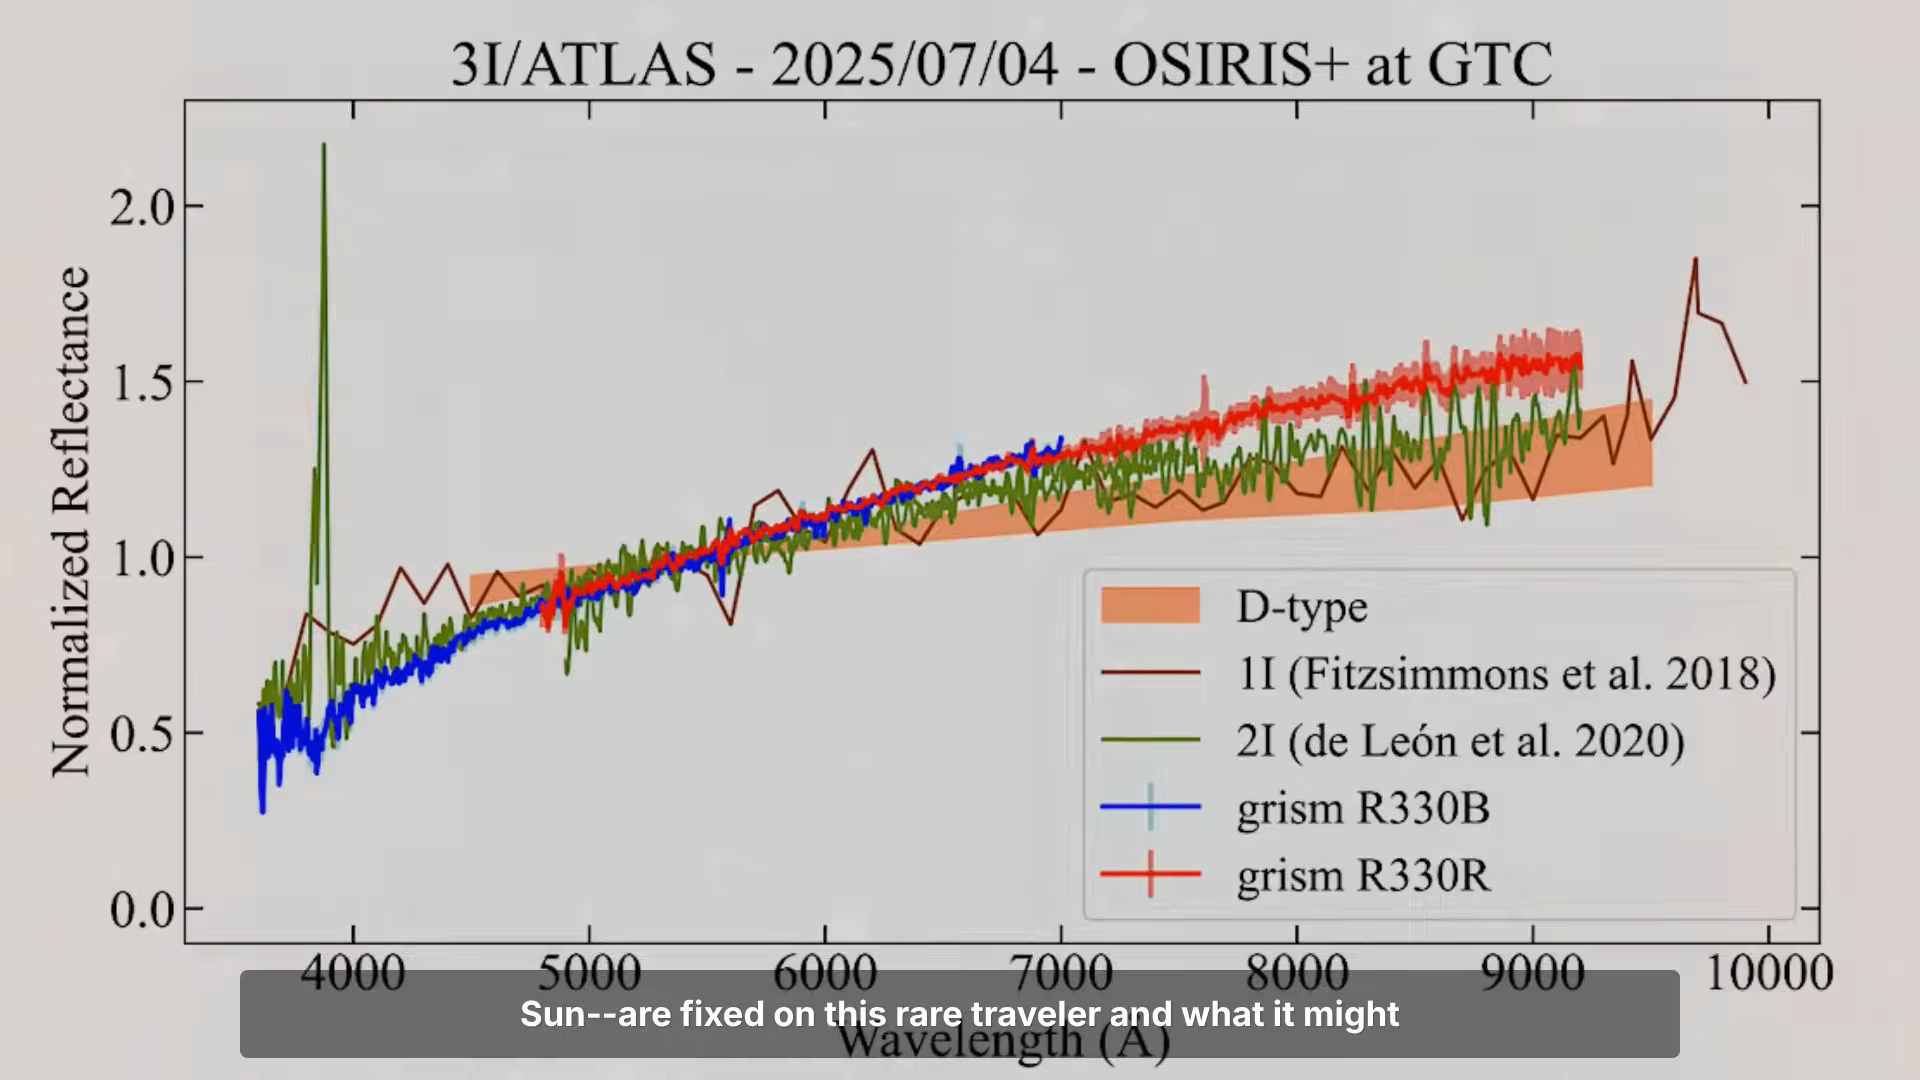 3I/ATLAS - 2025/07/04 - OSIRIS+ at GTC
Normalized Reflectance
2.0
1.5
1.0
0.5
0.0
D-type
1I (Fitzsimmons et al. 2018)
2I (de León et al. 2020)
grism R330B
grism R330R
4000 5000 6000 7000 8000 9000 10000
Sun--are fixed on this rare traveler and what it might
Wavelength (Å)